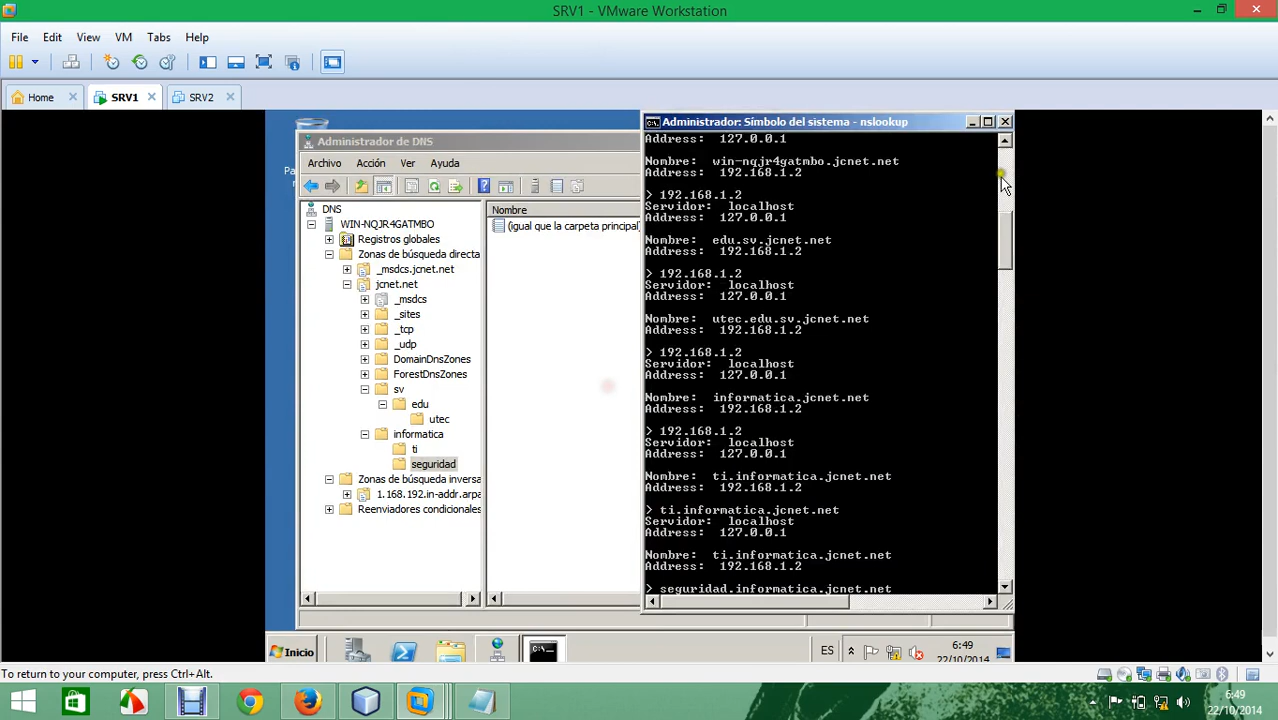 SRV1 - VMware Workstation
File Edit View VM Tabs Help
Home SRV1 SRV2
Administrador de DNS
Archivo Acción Ver Ayuda
DNS
WIN-NQJR4GATMBO
Registros globales
Zonas de búsqueda directa
_msdcs.jcnet.net
jcnet.net
_msdcs
_sites
_tcp
_udp
DomainDnsZones
ForestDnsZones
sv
edu
utec
informatica
ti
seguridad
Zonas de búsqueda inversa
1.168.192.in-addr.arpa
Reenviadores condicionales
Nombre
(igual que la carpeta principal)
Administrador: Símbolo del sistema - nslookup
Address: 127.0.0.1
Nombre: win-nqjr4gatmbo.jcnet.net
Address: 192.168.1.2
> 192.168.1.2
Servidor: localhost
Address: 127.0.0.1
Nombre: edu.sv.jcnet.net
Address: 192.168.1.2
> 192.168.1.2
Servidor: localhost
Address: 127.0.0.1
Nombre: utec.edu.sv.jcnet.net
Address: 192.168.1.2
> 192.168.1.2
Servidor: localhost
Address: 127.0.0.1
Nombre: informatica.jcnet.net
Address: 192.168.1.2
> 192.168.1.2
Servidor: localhost
Address: 127.0.0.1
Nombre: ti.informatica.jcnet.net
Address: 192.168.1.2
> ti.informatica.jcnet.net
Servidor: localhost
Address: 127.0.0.1
Nombre: ti.informatica.jcnet.net
Address: 192.168.1.2
> seguridad.informatica.jcnet.net
Inicio
ES
6:49
22/10/2014
To return to your computer, press Ctrl+Alt.
6:49
22/10/2014